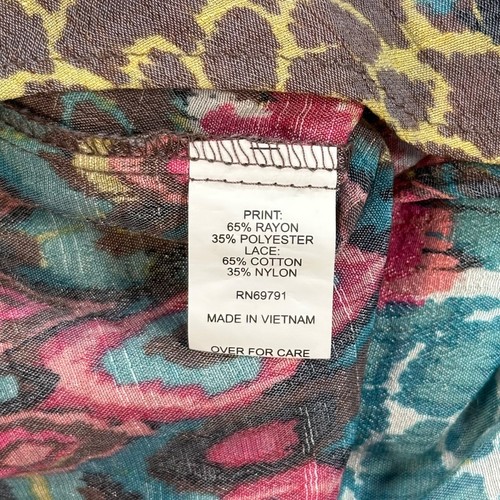 PRINT:
65% RAYON
35% POLYESTER
LACE:
65% COTTON
35% NYLON
RN69791
MADE IN VIETNAM
OVER FOR CARE